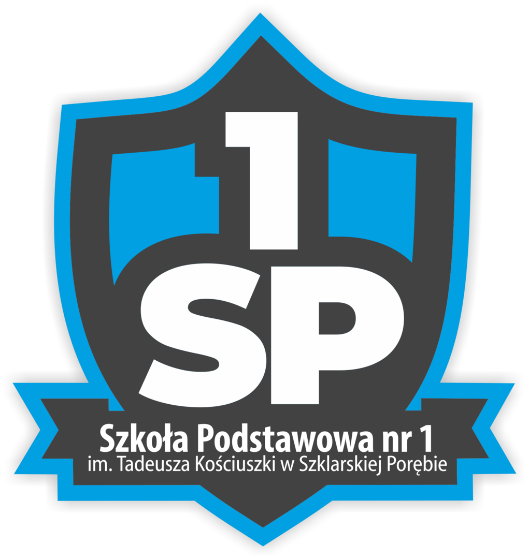 1
SP
Szkoła Podstawowa nr 1
im. Tadeusza Kościuszki w Szklarskiej Porębie